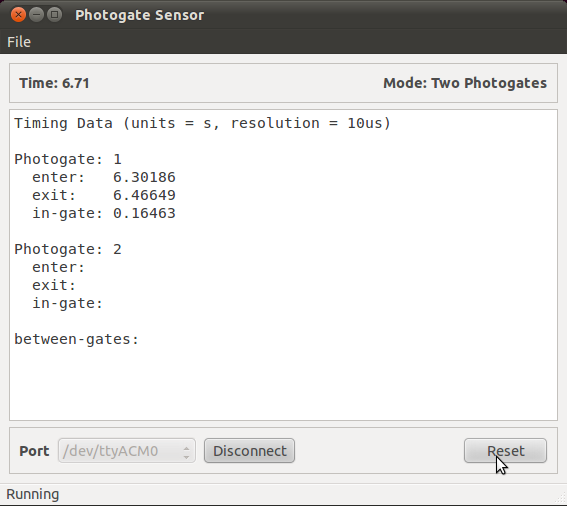 Photogate Sensor
File
Time: 6.71 Mode: Two Photogates
Timing Data (units = s, resolution = 10us)
Photogate: 1
enter: 6.30186
exit: 6.46649
in-gate: 0.16463
Photogate: 2
enter:
exit:
in-gate:
between-gates:
Port /dev/ttyACM0 Disconnect Reset
Running